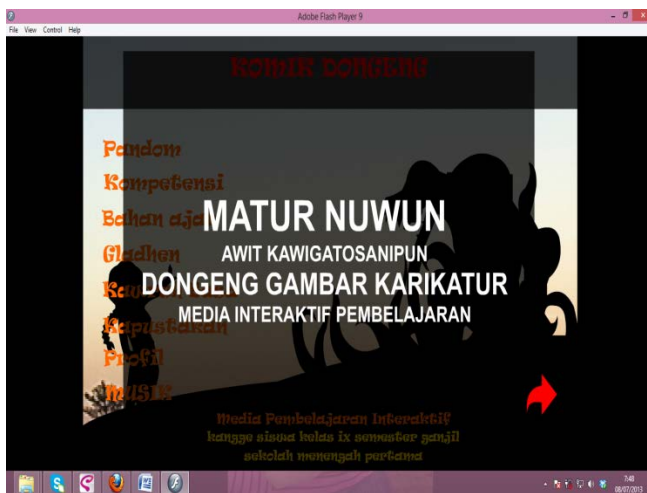 Adobe Flash Player 9
File View Control Help
KOMIK DONGENG
Pandom
Kompetensi
Bahan ajar
Gladhen
MATUR NUWUN
AWIT KAWIGATOSANIPUN
DONGENG GAMBAR KARIKATUR
MEDIA INTERAKTIF PEMBELAJARAN
Kapustakan
Profil
MUSIK
Media Pembelajaran Interaktif
kangge siswa kelas ix semester ganjil
sekolah menengah pertama
7:48
08/07/2013